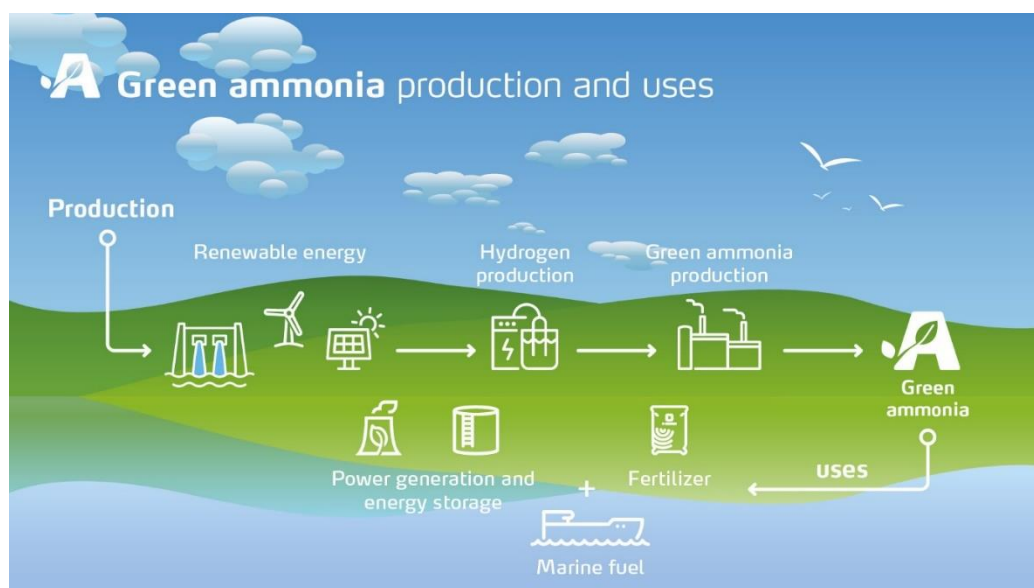 Green ammonia production and uses
Production
Renewable energy
Hydrogen
production
Green ammonia
production
Green
ammonia
uses
Fertilizer
Power generation and
energy storage
+
Marine fuel